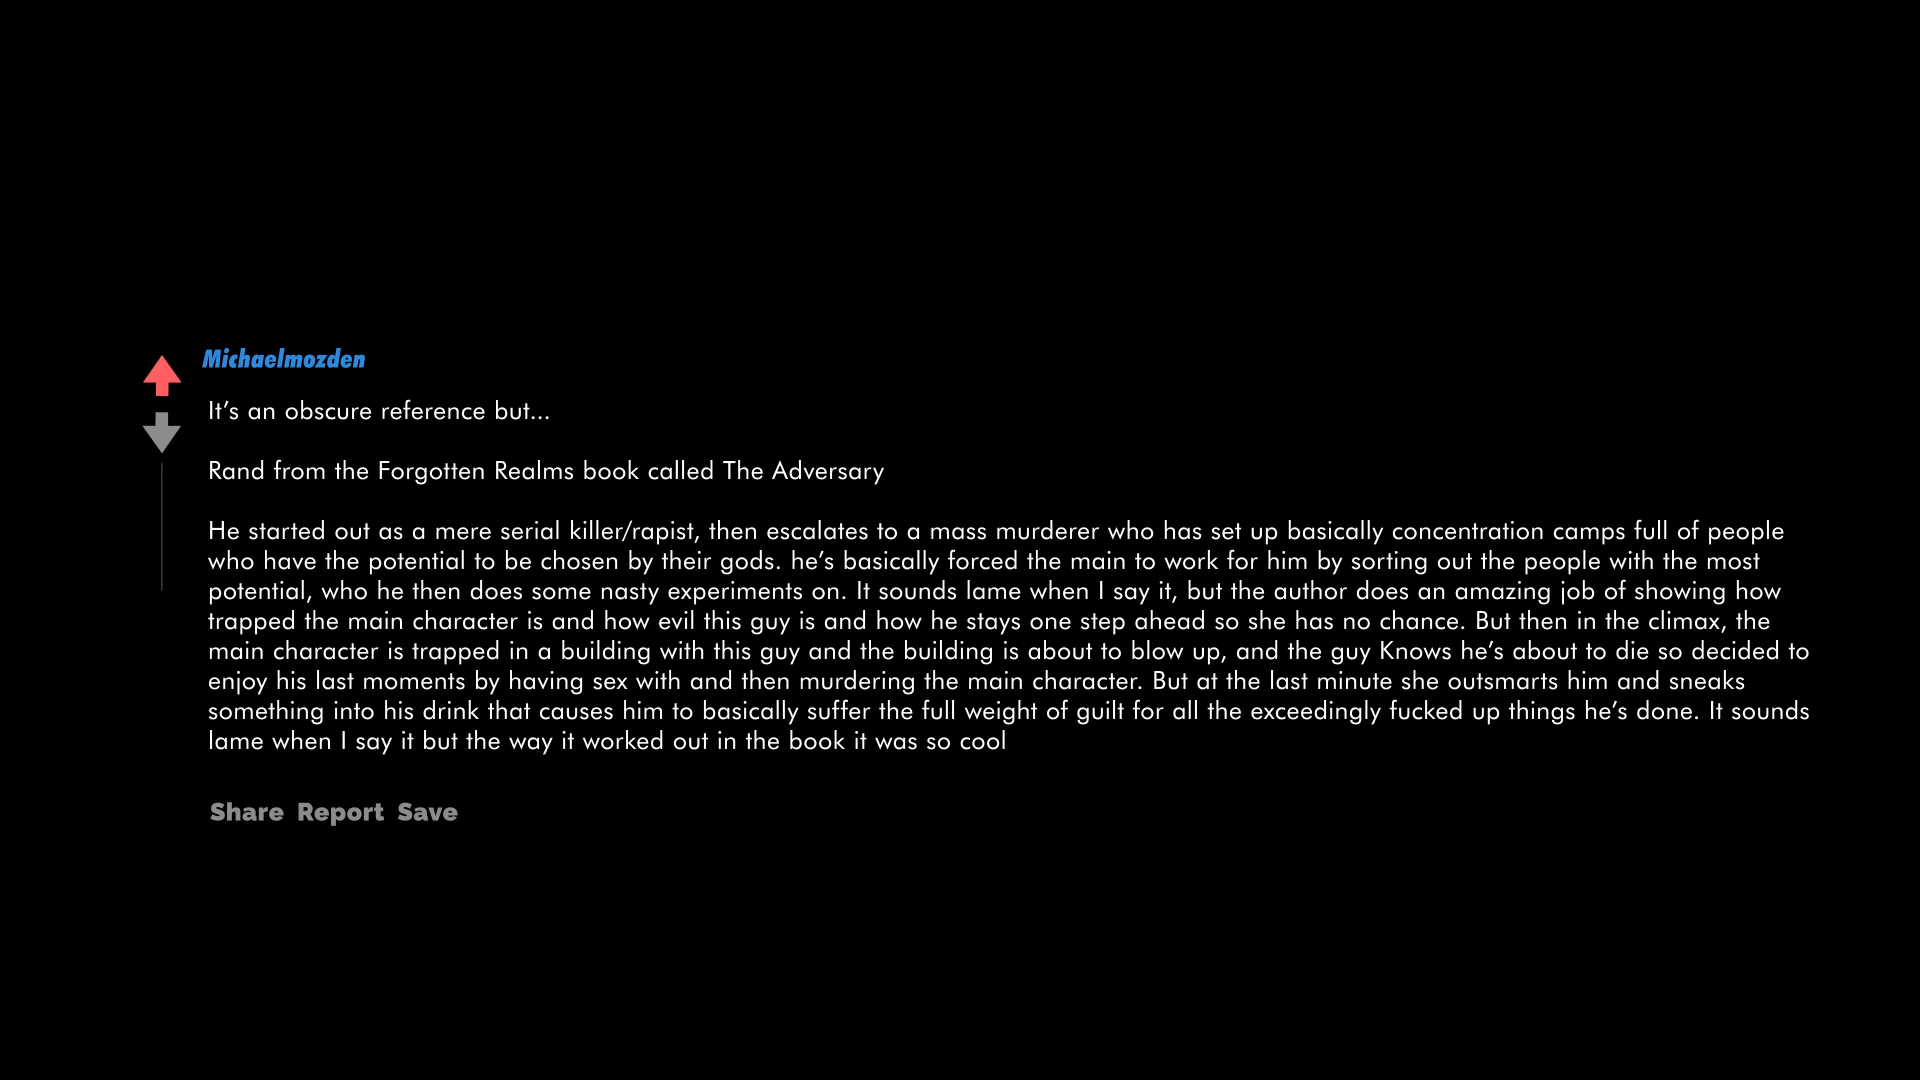 Michaelmozden
It's an obscure reference but...
Rand from the Forgotten Realms book called The Adversary
He started out as a mere serial killer/rapist, then escalates to a mass murderer who has set up basically concentration camps full of people
who have the potential to be chosen by their gods. he's basically forced the main to work for him by sorting out the people with the most
potential, who he then does some nasty experiments on. It sounds lame when I say it, but the author does an amazing job of showing how
trapped the main character is and how evil this guy is and how he stays one step ahead so she has no chance. But then in the climax, the
main character is trapped in a building with this guy and the building is about to blow up, and the guy Knows he's about to die so decided to
enjoy his last moments by having sex with and then murdering the main character. But at the last minute she outsmarts him and sneaks
something into his drink that causes him to basically suffer the full weight of guilt for all the exceedingly fucked up things he's done. It sounds
lame when I say it but the way it worked out in the book it was so cool
Share Report Save